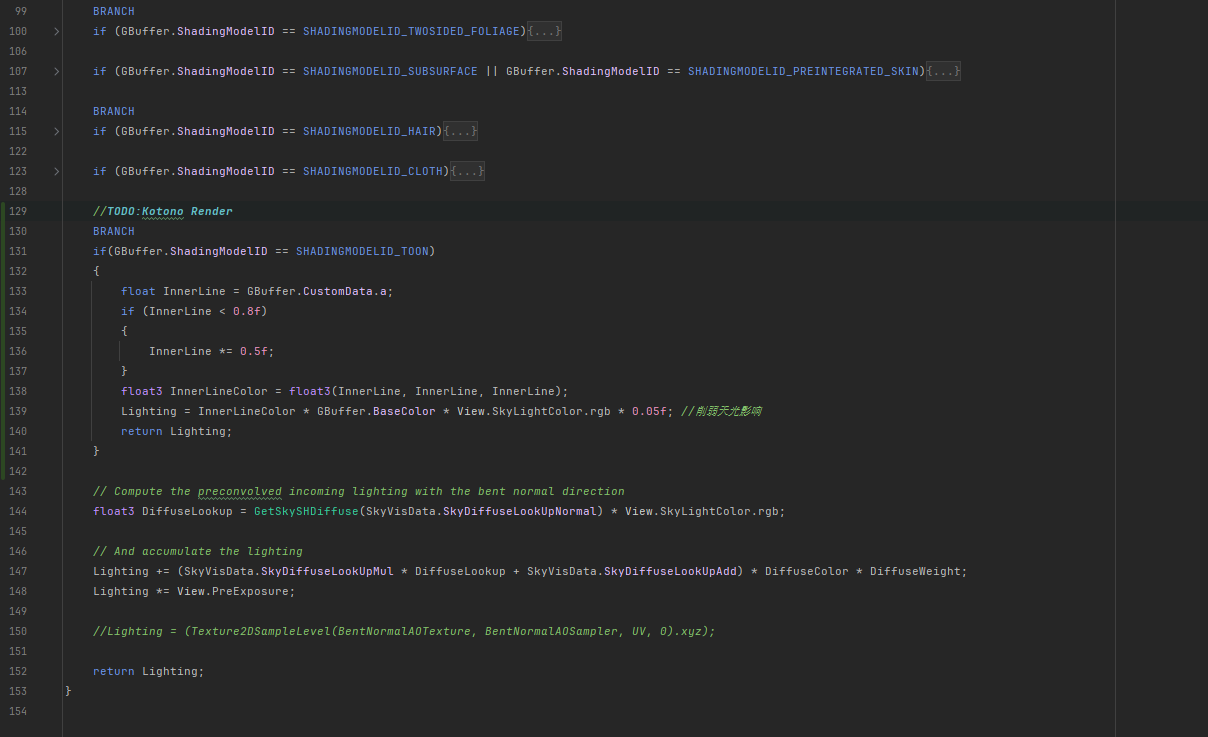 99 BRANCH
100 if (GBuffer.ShadingModelID == SHADINGMODELID_TWOSIDED_FOLIAGE){...}
106
107 if (GBuffer.ShadingModelID == SHADINGMODELID_SUBSURFACE || GBuffer.ShadingModelID == SHADINGMODELID_PREINTEGRATED_SKIN){...}
113
114 BRANCH
115 if (GBuffer.ShadingModelID == SHADINGMODELID_HAIR){...}
122
123 if (GBuffer.ShadingModelID == SHADINGMODELID_CLOTH){...}
128
129 //TODO:Kotono Render
130 BRANCH
131 if(GBuffer.ShadingModelID == SHADINGMODELID_TOON)
132 {
133 float InnerLine = GBuffer.CustomData.a;
134 if (InnerLine < 0.8f)
135 {
136 InnerLine *= 0.5f;
137 }
138 float3 InnerLineColor = float3(InnerLine, InnerLine, InnerLine);
139 Lighting = InnerLineColor * GBuffer.BaseColor * View.SkyLightColor.rgb * 0.05f; //削弱天光影响
140 return Lighting;
141 }
142
143 // Compute the preconvolved incoming lighting with the bent normal direction
144 float3 DiffuseLookup = GetSkySHDiffuse(SkyVisData.SkyDiffuseLookUpNormal) * View.SkyLightColor.rgb;
145
146 // And accumulate the lighting
147 Lighting += (SkyVisData.SkyDiffuseLookUpMul * DiffuseLookup + SkyVisData.SkyDiffuseLookUpAdd) * DiffuseColor * DiffuseWeight;
148 Lighting *= View.PreExposure;
149
150 //Lighting = (Texture2DSampleLevel(BentNormalAOTexture, BentNormalAOSampler, UV, 0).xyz);
151
152 return Lighting;
153 }
154